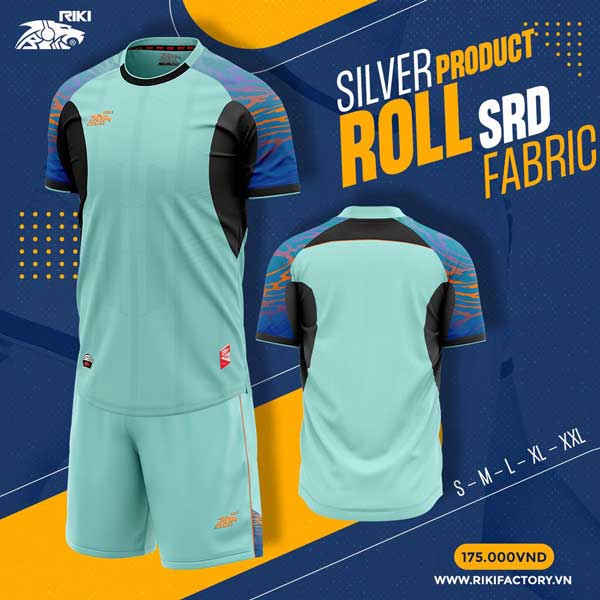 RIKI
SILVER PRODUCT
ROLL SRD
FABRIC
S – M – L – XL – XXL
175.000VND
WWW.RIKIFACTORY.VN